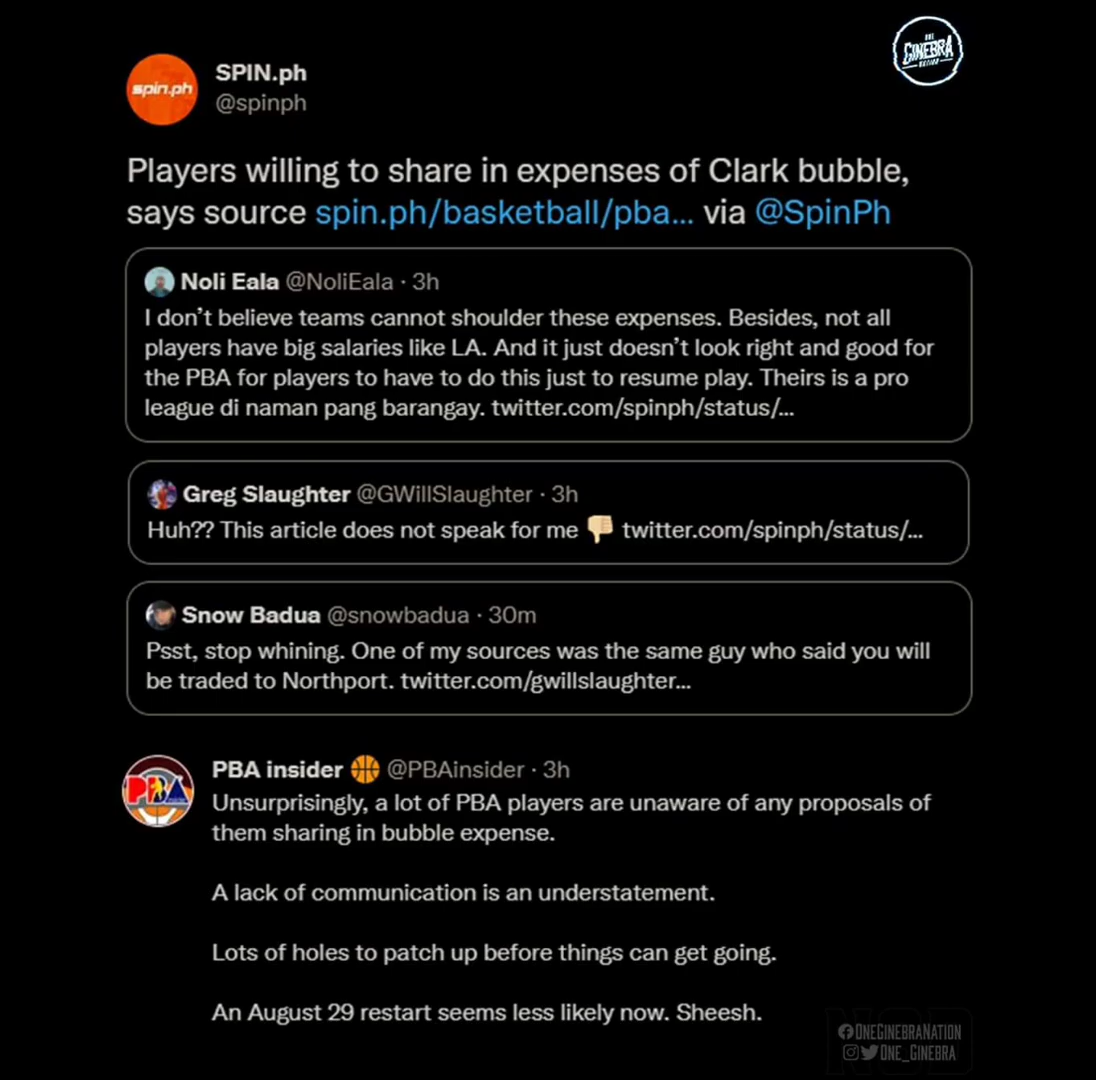 ONE
GINEBRA
NATION
spin.ph
SPIN.ph
@spinph
Players willing to share in expenses of Clark bubble,
says source spin.ph/basketball/pba... via @SpinPh
Noli Eala @NoliEala · 3h
I don’t believe teams cannot shoulder these expenses. Besides, not all
players have big salaries like LA. And it just doesn’t look right and good for
the PBA for players to have to do this just to resume play. Theirs is a pro
league di naman pang barangay. twitter.com/spinph/status/...
Greg Slaughter @GWillSlaughter · 3h
Huh?? This article does not speak for me 👎🏼 twitter.com/spinph/status/...
Snow Badua @snowbadua · 30m
Psst, stop whining. One of my sources was the same guy who said you will
be traded to Northport. twitter.com/gwillslaughter...
PBA
PBA insider 🏀 @PBAinsider · 3h
Unsurprisingly, a lot of PBA players are unaware of any proposals of
them sharing in bubble expense.
A lack of communication is an understatement.
Lots of holes to patch up before things can get going.
An August 29 restart seems less likely now. Sheesh.
ONEGINEBRANATION
ONE_GINEBRA